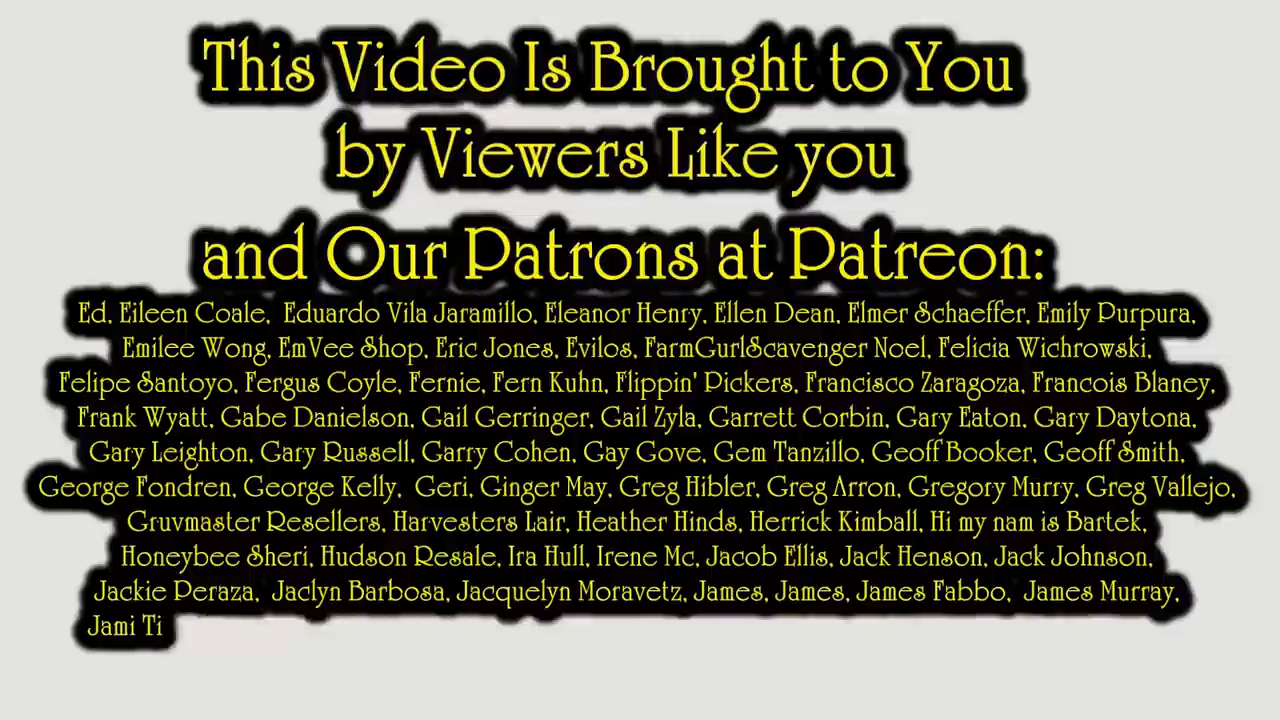 This Video Is Brought to You
by Viewers Like you
and Our Patrons at Patreon:
Ed, Eileen Coale, Eduardo Vila Jaramillo, Eleanor Henry, Ellen Dean, Elmer Schaeffer, Emily Purpura,
Emilee Wong, EmVee Shop, Eric Jones, Evilos, FarmGurlScavenger Noel, Felicia Wichrowski,
Felipe Santoyo, Fergus Coyle, Fernie, Fern Kuhn, Flippin' Pickers, Francisco Zaragoza, Francois Blaney,
Frank Wyatt, Gabe Danielson, Gail Gerringer, Gail Zyla, Garrett Corbin, Gary Eaton, Gary Daytona,
Gary Leighton, Gary Russell, Garry Cohen, Gay Gove, Gem Tanzillo, Geoff Booker, Geoff Smith,
George Fondren, George Kelly, Geri, Ginger May, Greg Hibler, Greg Arron, Gregory Murry, Greg Vallejo,
Gruvmaster Resellers, Harvesters Lair, Heather Hinds, Herrick Kimball, Hi my nam is Bartek,
Honeybee Sheri, Hudson Resale, Ira Hull, Irene Mc, Jacob Ellis, Jack Henson, Jack Johnson,
Jackie Peraza, Jaclyn Barbosa, Jacquelyn Moravetz, James, James, James Fabbo, James Murray,
Jami Ti